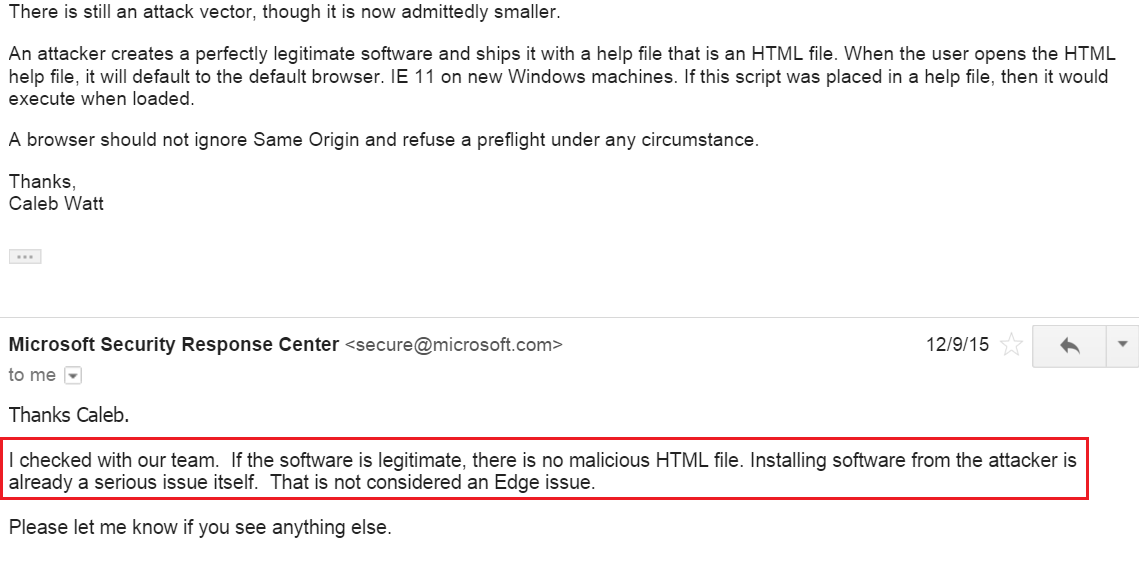 There is still an attack vector, though it is now admittedly smaller.
An attacker creates a perfectly legitimate software and ships it with a help file that is an HTML file. When the user opens the HTML
help file, it will default to the default browser. IE 11 on new Windows machines. If this script was placed in a help file, then it would
execute when loaded.
A browser should not ignore Same Origin and refuse a preflight under any circumstance.
Thanks,
Caleb Watt
Microsoft Security Response Center <secure@microsoft.com> 12/9/15
to me
Thanks Caleb.
I checked with our team.  If the software is legitimate, there is no malicious HTML file. Installing software from the attacker is
already a serious issue itself.  That is not considered an Edge issue.
Please let me know if you see anything else.